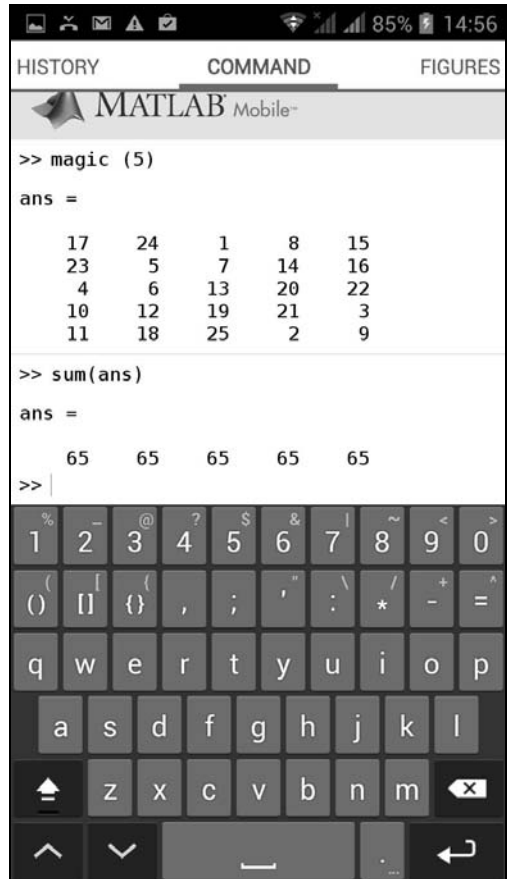 85% 14:56
HISTORY COMMAND FIGURES
MATLAB Mobile™
>> magic (5)
ans =
17 24 1 8 15
23 5 7 14 16
4 6 13 20 22
10 12 19 21 3
11 18 25 2 9
>> sum(ans)
ans =
65 65 65 65 65
>>
% _ @ ? $ & | ~ < >
1 2 3 4 5 6 7 8 9 0
( [ { " \ / + ^
() [] {} , ; ' : * - =
q w e r t y u i o p
a s d f g h j k l
z x c v b n m
. ...